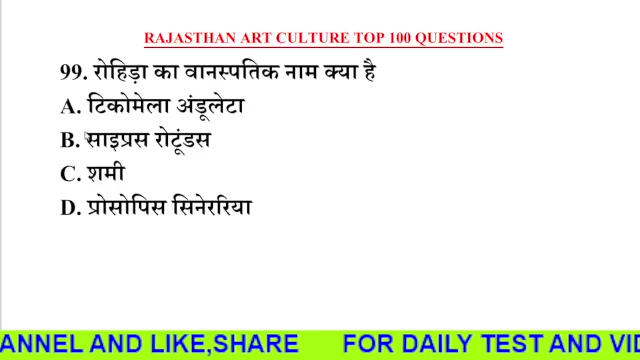 RAJASTHAN ART CULTURE TOP 100 QUESTIONS
99. रोहिड़ा का वानस्पतिक नाम क्या है
A. टिकोमेला अंडूलेटा
B. साइप्रस रोटूंडस
C. शमी
D. प्रोसोपिस सिनेररिया
ANNEL AND LIKE,SHARE FOR DAILY TEST AND VI